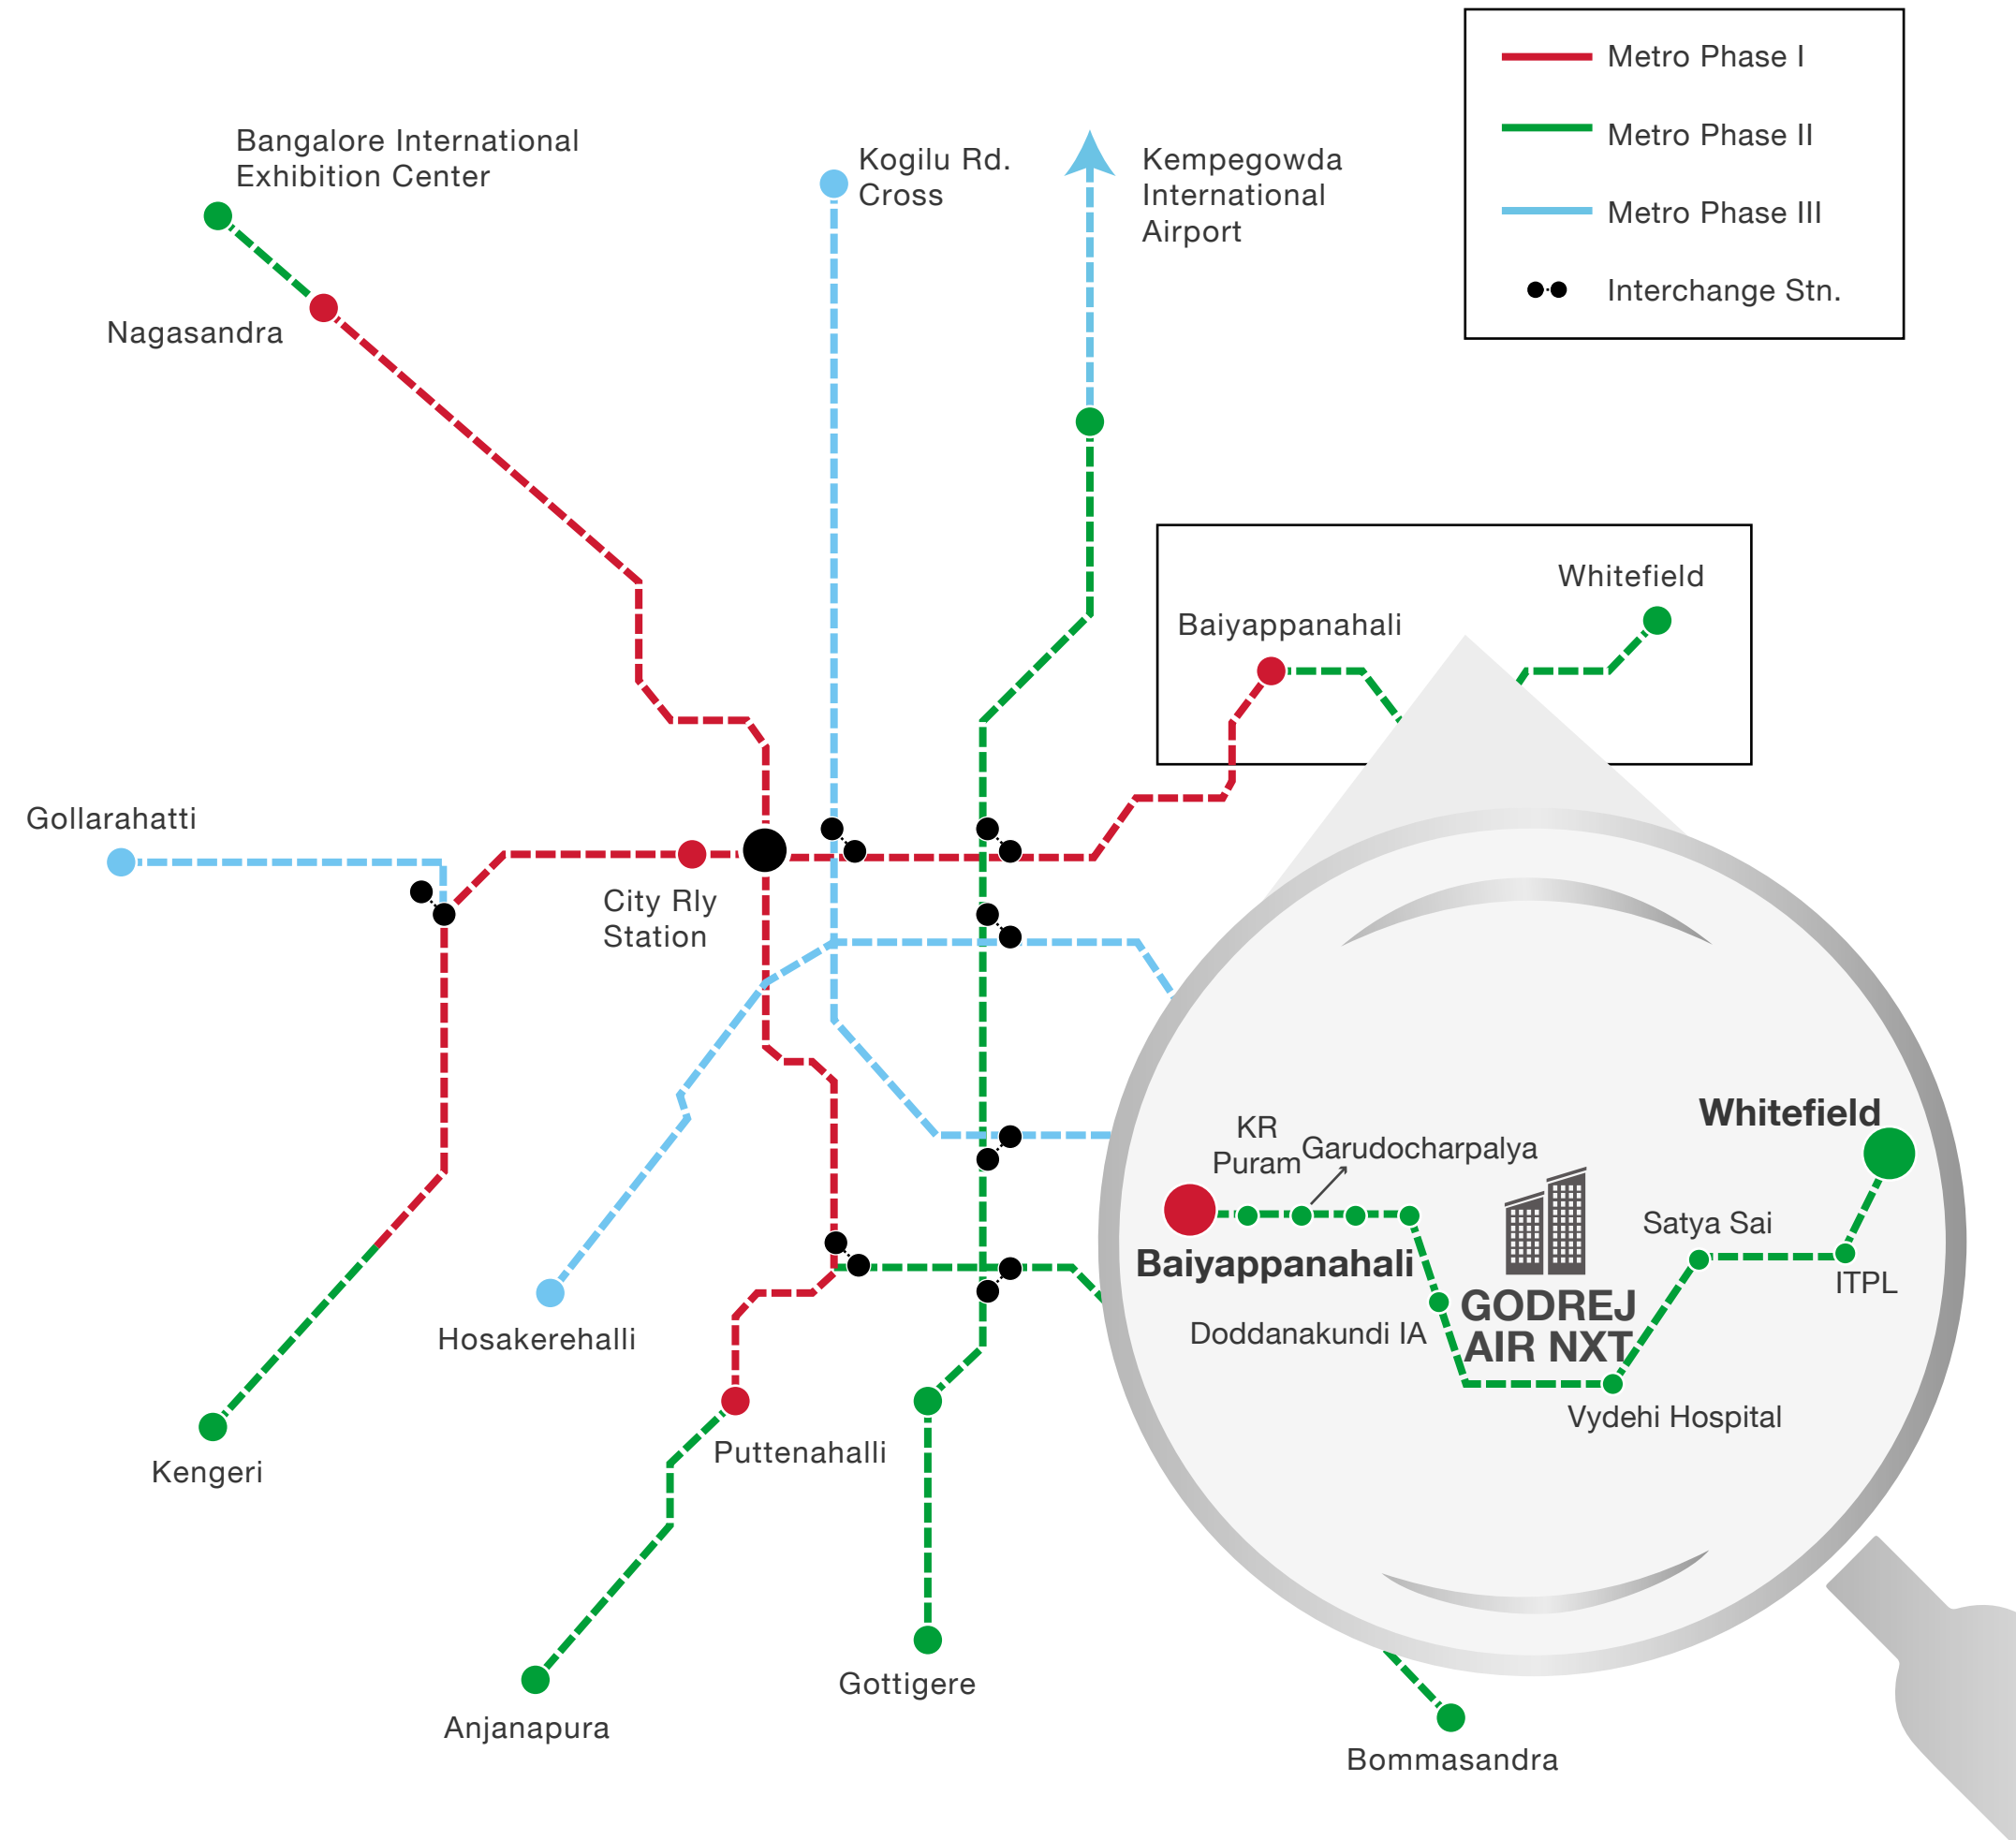 Metro Phase I
Metro Phase II
Metro Phase III
Interchange Stn.
Bangalore International
Exhibition Center
Nagasandra
Kogilu Rd.
Cross
Kempegowda
International
Airport
Whitefield
Baiyappanahali
Gollarahatti
City Rly
Station
Whitefield
KR
Puram
Garudocharpalya
Baiyappanahali
Satya Sai
ITPL
GODREJ
AIR NXT
Doddanakundi IA
Vydehi Hospital
Hosakerehalli
Kengeri
Puttenahalli
Gottigere
Anjanapura
Bommasandra